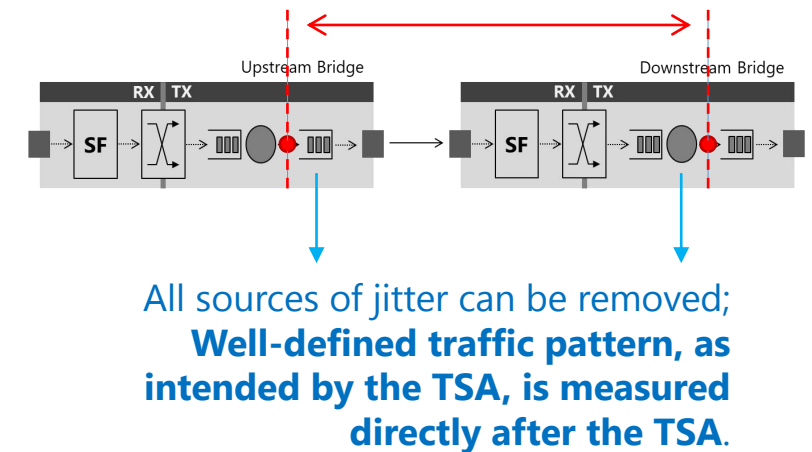 Upstream Bridge
Downstream Bridge
RX TX
RX TX
SF
SF
All sources of jitter can be removed;
Well-defined traffic pattern, as
intended by the TSA, is measured
directly after the TSA.